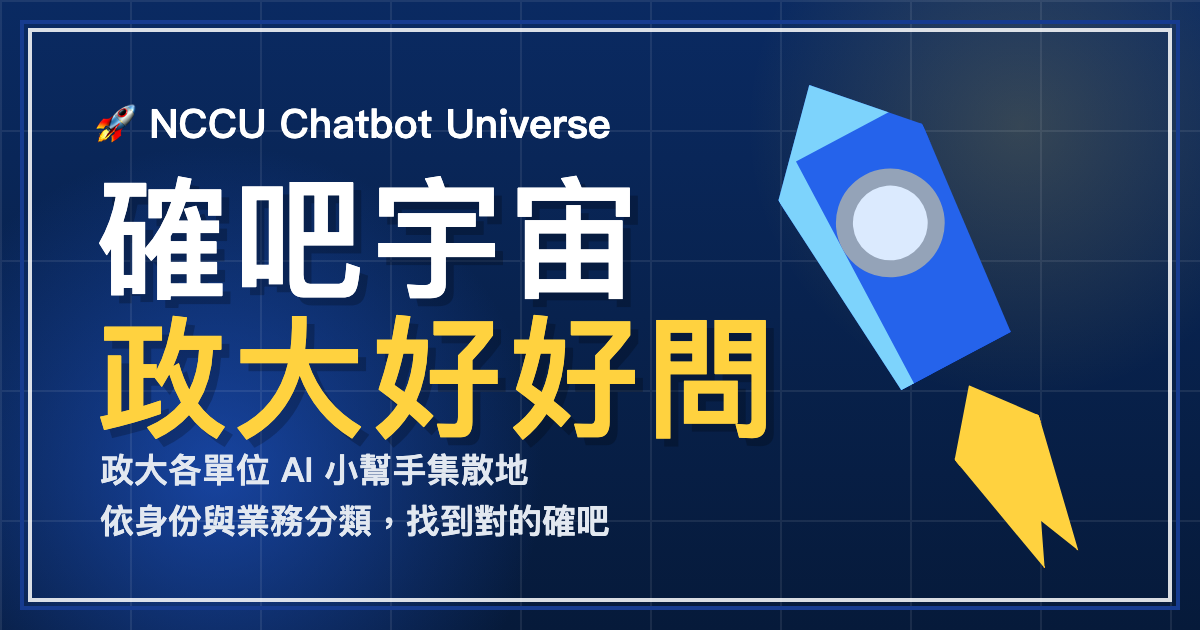 🚀 NCCU Chatbot Universe
確吧宇宙
政大好好問
政大各單位 AI 小幫手集散地
依身份與業務分類，找到對的確吧